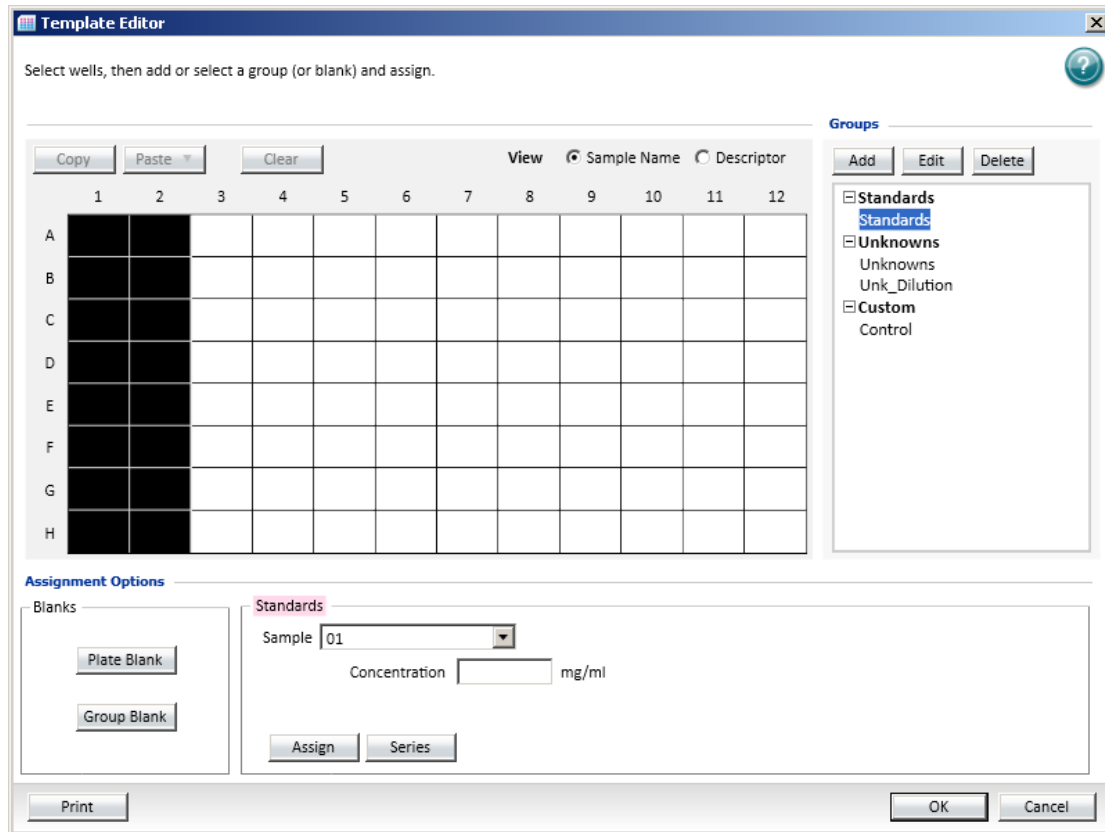 Template Editor
Select wells, then add or select a group (or blank) and assign.
?
Groups
Copy Paste Clear View Sample Name Descriptor
Add Edit Delete
1 2 3 4 5 6 7 8 9 10 11 12
A
B
C
D
E
F
G
H
Standards
Standards
Unknowns
Unknowns
Unk_Dilution
Custom
Control
Assignment Options
Blanks
Plate Blank
Group Blank
Standards
Sample 01
Concentration mg/ml
Assign Series
Print OK Cancel